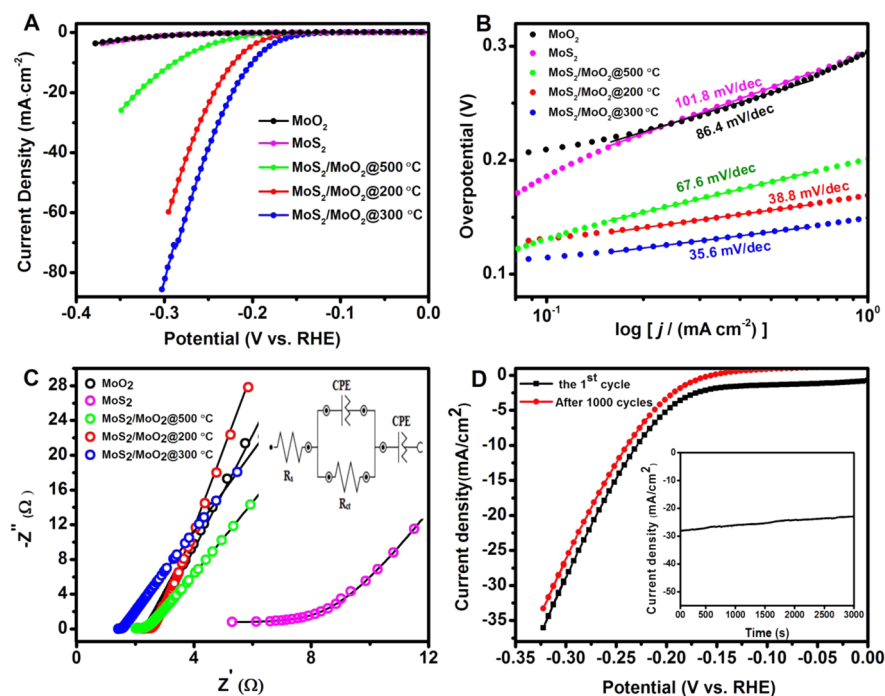 A
Current Density (mA·cm⁻²)
0
-20
-40
-60
-80
-0.4
-0.3
-0.2
-0.1
0.0
Potential (V vs. RHE)
MoO₂
MoS₂
MoS₂/MoO₂@500 °C
MoS₂/MoO₂@200 °C
MoS₂/MoO₂@300 °C
B
Overpotential (V)
0.3
0.2
0.1
MoO₂
MoS₂
MoS₂/MoO₂@500 °C
MoS₂/MoO₂@200 °C
MoS₂/MoO₂@300 °C
101.8 mV/dec
86.4 mV/dec
67.6 mV/dec
38.8 mV/dec
35.6 mV/dec
10⁻¹
10⁰
log [ j / (mA cm⁻²) ]
C
-Z″ (Ω)
28
24
20
16
12
8
4
0
MoO₂
MoS₂
MoS₂/MoO₂@500 °C
MoS₂/MoO₂@200 °C
MoS₂/MoO₂@300 °C
CPE
CPE
Rct
0
4
8
12
Z′ (Ω)
D
Current density(mA/cm²)
0
-5
-10
-15
-20
-25
-30
-35
the 1ˢᵗ cycle
After 1000 cycles
Current density (mA/cm²)
0
-10
-20
-30
-40
-50
500
1000
1500
2000
2500
3000
Time (s)
-0.35
-0.30
-0.25
-0.20
-0.15
-0.10
-0.05
0.00
Potential (V vs. RHE)